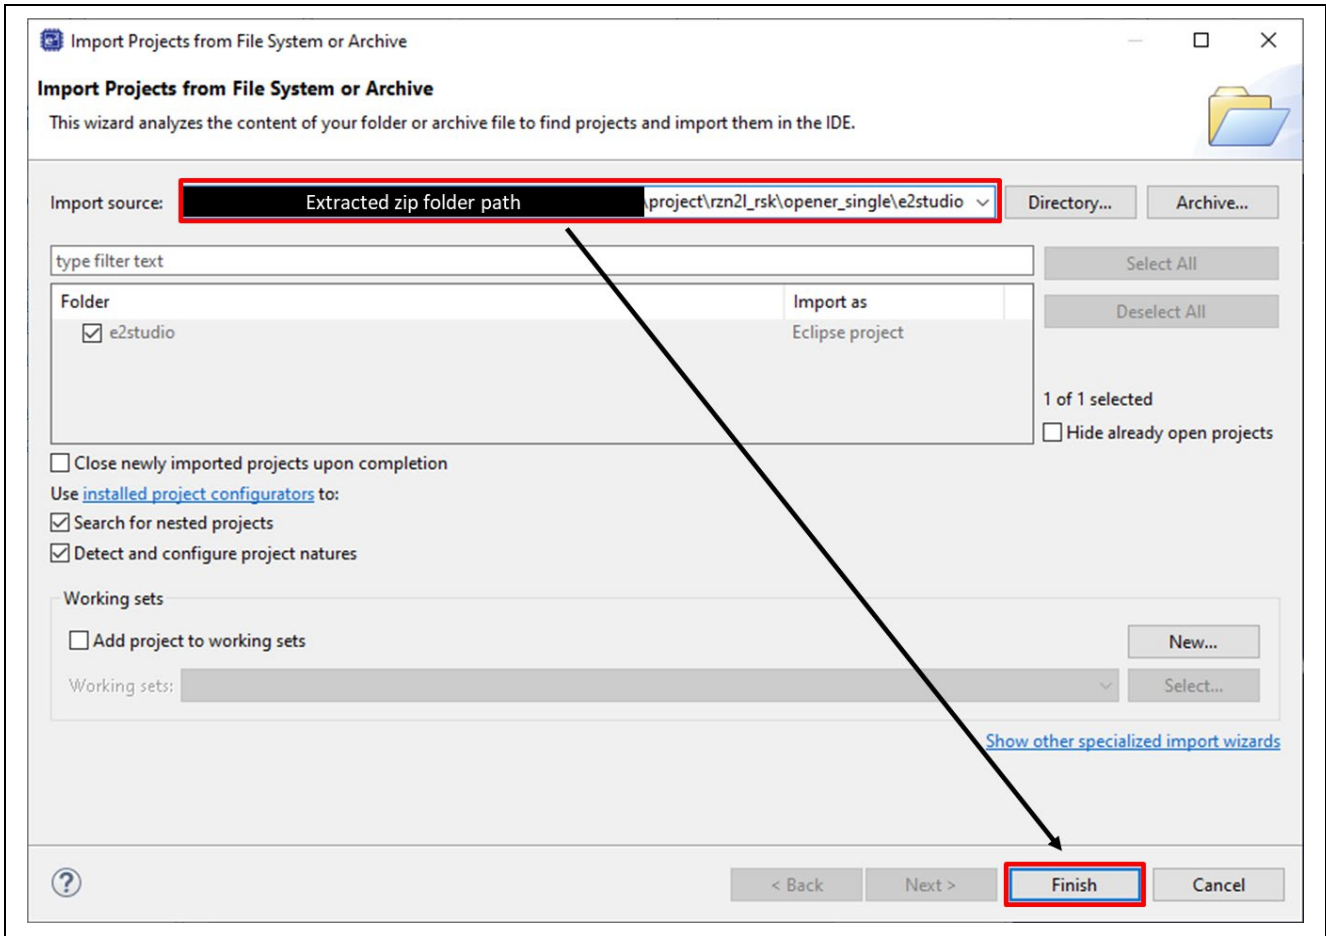 Import Projects from File System or Archive
Import Projects from File System or Archive
This wizard analyzes the content of your folder or archive file to find projects and import them in the IDE.
Import source: Extracted zip folder path \project\rzn2l_rsk\opener_single\e2studio Directory... Archive...
type filter text Select All
Folder Import as Deselect All
e2studio Eclipse project
1 of 1 selected
Hide already open projects
Close newly imported projects upon completion
Use installed project configurators to:
Search for nested projects
Detect and configure project natures
Working sets
Add project to working sets New...
Working sets: Select...
Show other specialized import wizards
? < Back Next > Finish Cancel